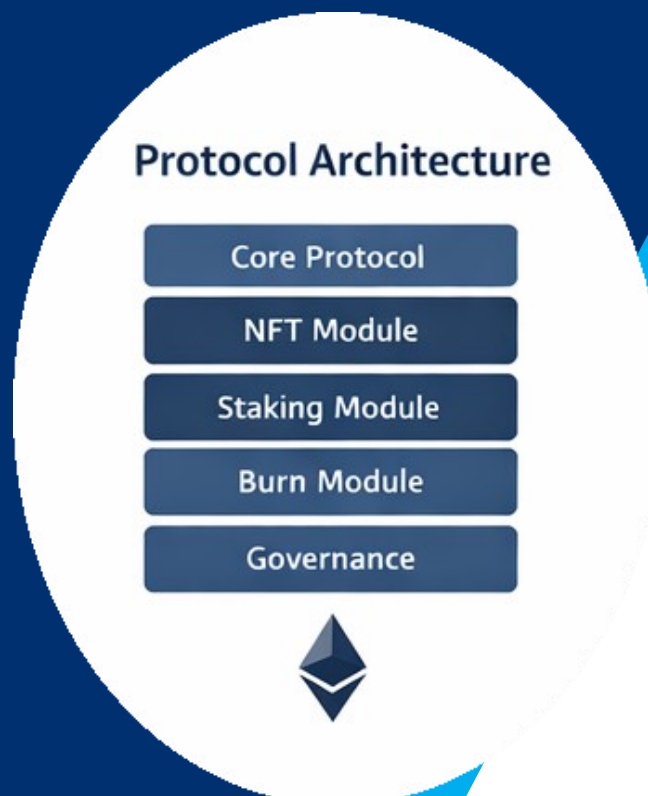 Protocol Architecture
Core Protocol
NFT Module
Staking Module
Burn Module
Governance